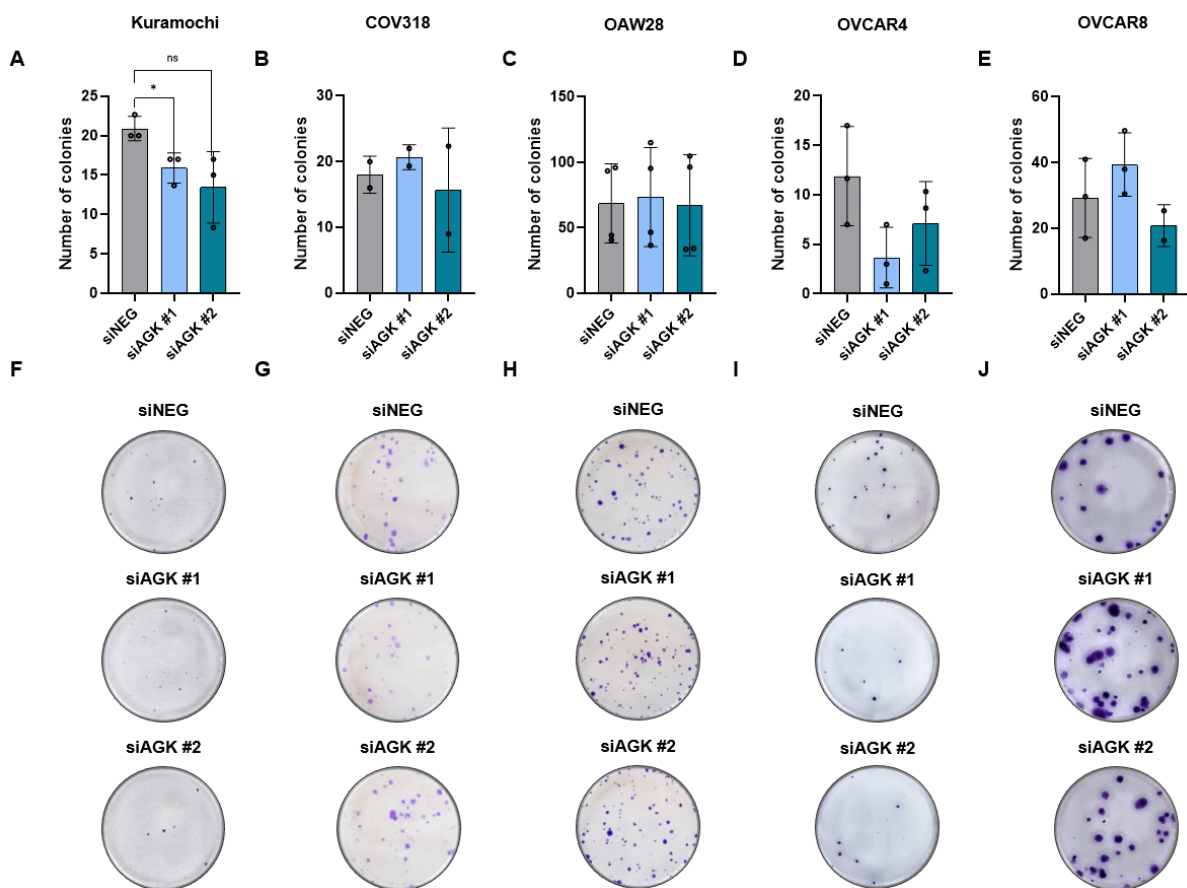 Kuramochi
COV318
OAW28
OVCAR4
OVCAR8
A
B
C
D
E
ns
*
Number of colonies
25
20
15
10
5
0
siNEG
siAGK #1
siAGK #2
Number of colonies
30
20
10
0
siNEG
siAGK #1
siAGK #2
Number of colonies
150
100
50
0
siNEG
siAGK #1
siAGK #2
Number of colonies
20
15
10
5
0
siNEG
siAGK #1
siAGK #2
Number of colonies
60
40
20
0
siNEG
siAGK #1
siAGK #2
F
G
H
I
J
siNEG
siNEG
siNEG
siNEG
siNEG
siAGK #1
siAGK #1
siAGK #1
siAGK #1
siAGK #1
siAGK #2
siAGK #2
siAGK #2
siAGK #2
siAGK #2